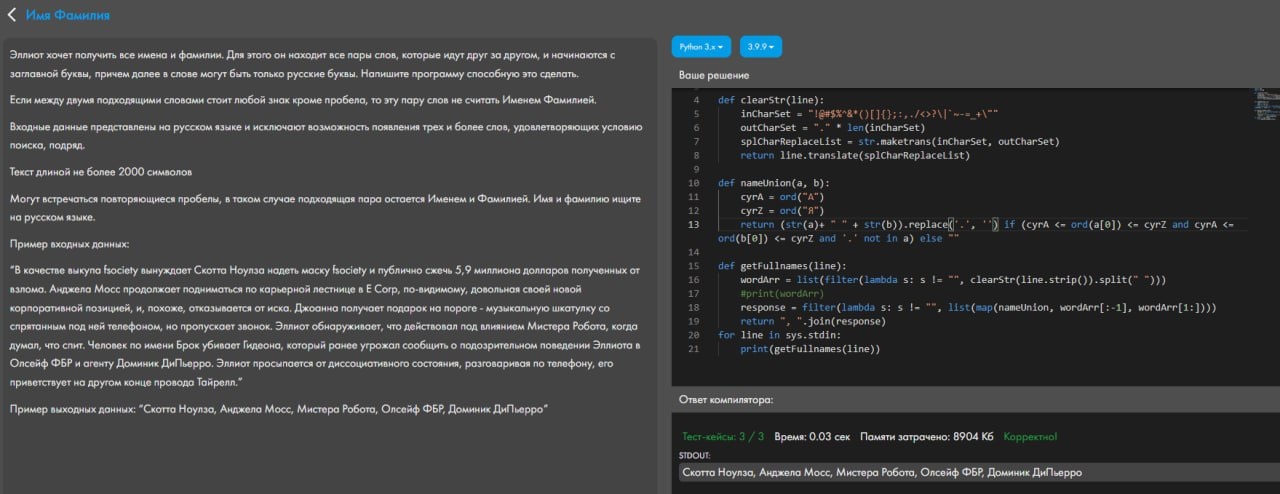 Имя Фамилия
Эллиот хочет получить все имена и фамилии. Для этого он находит все пары слов, которые идут друг за другом, и начинаются с
заглавной буквы, причем далее в слове могут быть только русские буквы. Напишите программу способную это сделать.
Если между двумя подходящими словами стоит любой знак кроме пробела, то эту пару слов не считать Именем Фамилией.
Входные данные представлены на русском языке и исключают возможность появления трех и более слов, удовлетворяющих условию
поиска, подряд.
Текст длиной не более 2000 символов
Могут встречаться повторяющиеся пробелы, в таком случае подходящая пара остается Именем и Фамилией. Имя и фамилию ищите
на русском языке.
Пример входных данных:
“В качестве выкупа fsociety вынуждает Скотта Ноулза надеть маску fsociety и публично сжечь 5,9 миллиона долларов полученных от
взлома. Анджела Мосс продолжает подниматься по карьерной лестнице в E Corp, по-видимому, довольная своей новой
корпоративной позицией, и, похоже, отказывается от иска. Джоанна получает подарок на пороге - музыкальную шкатулку со
спрятанным под ней телефоном, но пропускает звонок. Эллиот обнаруживает, что действовал под влиянием Мистера Робота, когда
думал, что спит. Человек по имени Брок убивает Гидеона, который ранее угрожал сообщить о подозрительном поведении Эллиота в
Олсейф ФБР и агенту Доминик ДиПьерро. Эллиот просыпается от диссоциативного состояния, разговаривая по телефону, его
приветствует на другом конце провода Тайрелл.”
Пример выходных данных: “Скотта Ноулза, Анджела Мосс, Мистера Робота, Олсейф ФБР, Доминик ДиПьерро”
Python 3.x
3.9.9
Ваше решение
4 def clearStr(line):
5 inCharSet = "!@#$%^&*()[]{};:,./<>?\|`~-=_+\""
6 outCharSet = "." * len(inCharSet)
7 splCharReplaceList = str.maketrans(inCharSet, outCharSet)
8 return line.translate(splCharReplaceList)
9
10 def nameUnion(a, b):
11 cyrA = ord("А")
12 cyrZ = ord("Я")
13 return (str(a)+ " " + str(b)).replace('.', '') if (cyrA <= ord(a[0]) <= cyrZ and cyrA <=
ord(b[0]) <= cyrZ and '.' not in a) else ""
14
15 def getFullnames(line):
16 wordArr = list(filter(lambda s: s != "", clearStr(line.strip()).split(" ")))
17 #print(wordArr)
18 response = filter(lambda s: s != "", list(map(nameUnion, wordArr[:-1], wordArr[1:])))
19 return ", ".join(response)
20 for line in sys.stdin:
21 print(getFullnames(line))
Ответ компилятора:
Тест-кейсы: 3 / 3 Время: 0.03 сек Памяти затрачено: 8904 Кб Корректно!
STDOUT:
Скотта Ноулза, Анджела Мосс, Мистера Робота, Олсейф ФБР, Доминик ДиПьерро